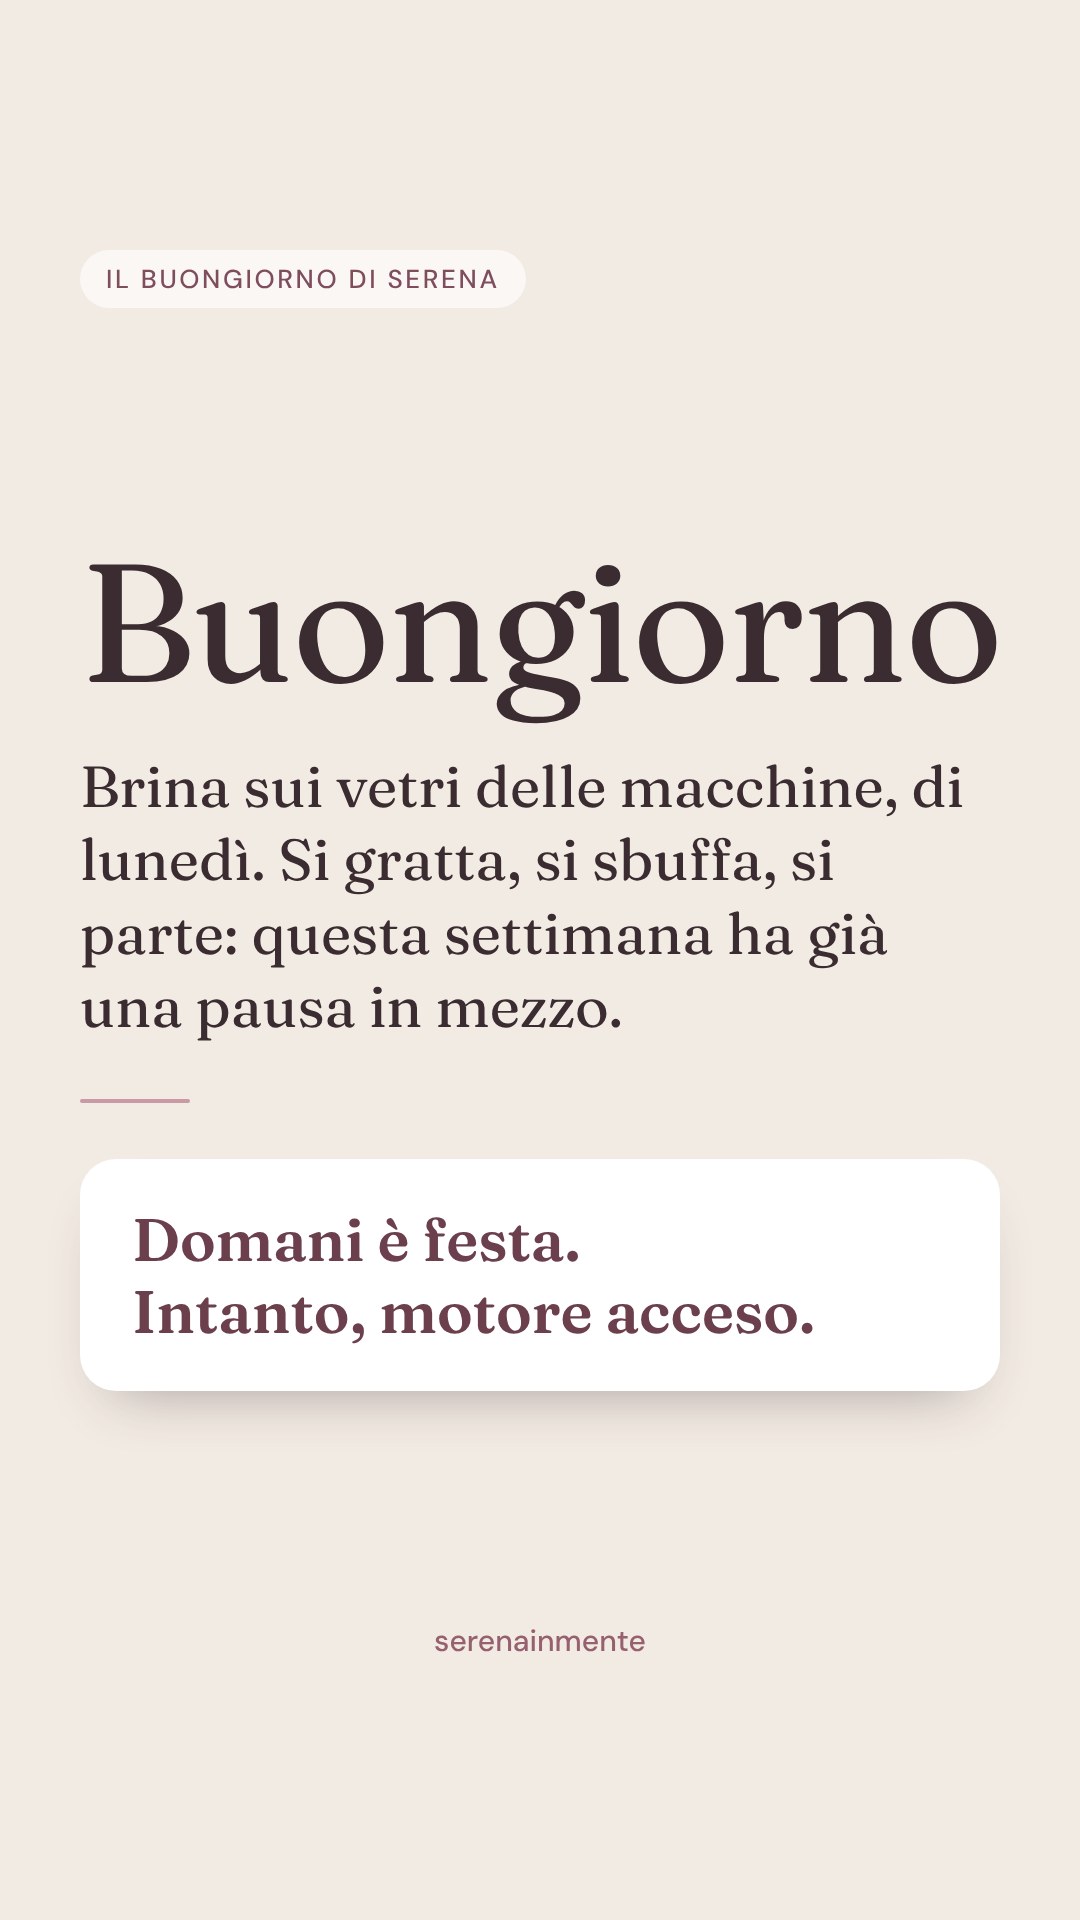 IL BUONGIORNO DI SERENA
Buongiorno
Brina sui vetri delle macchine, di
lunedì. Si gratta, si sbuffa, si
parte: questa settimana ha già
una pausa in mezzo.
Domani è festa.
Intanto, motore acceso.
serenainmente